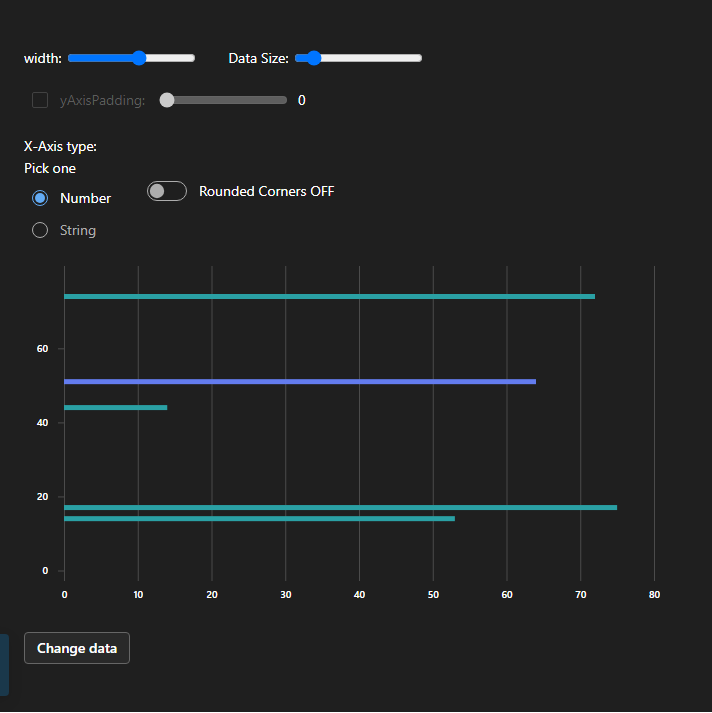 width: Data Size:
yAxisPadding: 0
X-Axis type:
Pick one
Number
Rounded Corners OFF
String
60
40
20
0
0 10 20 30 40 50 60 70 80
Change data